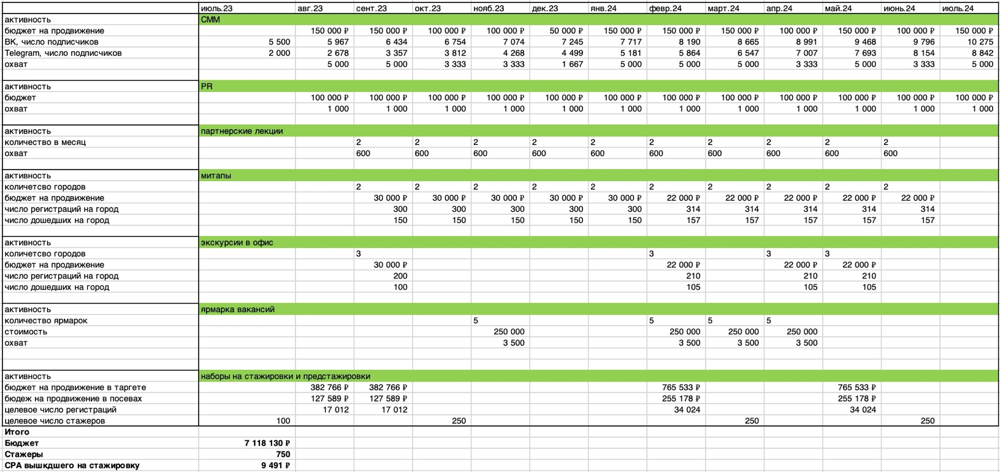 июль.23 авг.23 сент.23 окт.23 нояб.23 дек.23 янв.24 февр.24 март.24 апр.24 май.24 июнь.24 июль.24
активность СММ
бюджет на продвижение 150 000 ₽ 150 000 ₽ 100 000 ₽ 100 000 ₽ 50 000 ₽ 150 000 ₽ 150 000 ₽ 150 000 ₽ 100 000 ₽ 150 000 ₽ 100 000 ₽ 150 000 ₽
ВК, число подписчиков 5 500 5 967 6 434 6 754 7 074 7 245 7 717 8 190 8 665 8 991 9 468 9 796 10 275
Telegram, число подписчиков 2 000 2 678 3 357 3 812 4 268 4 499 5 181 5 864 6 547 7 007 7 693 8 154 8 842
охват 5 000 5 000 3 333 3 333 1 667 5 000 5 000 5 000 3 333 5 000 3 333 5 000
активность PR
бюджет 100 000 ₽ 100 000 ₽ 100 000 ₽ 100 000 ₽ 100 000 ₽ 100 000 ₽ 100 000 ₽ 100 000 ₽ 100 000 ₽ 100 000 ₽ 100 000 ₽ 100 000 ₽
охват 1 000 1 000 1 000 1 000 1 000 1 000 1 000 1 000 1 000 1 000 1 000 1 000
активность партнерские лекции
количество в месяц 2 2 2 2 2 2 2 2 2 2
охват 600 600 600 600 600 600 600 600 600 600
активность митапы
количетсво городов 2 2 2 2 2 2 2 2 2 2
бюджет на продвижение 30 000 ₽ 30 000 ₽ 30 000 ₽ 30 000 ₽ 30 000 ₽ 22 000 ₽ 22 000 ₽ 22 000 ₽ 22 000 ₽ 22 000 ₽
число регистраций на город 300 300 300 300 300 314 314 314 314 314
число дошедших на город 150 150 150 150 150 157 157 157 157 157
активность экскурсии в офис
количетсво городов 3 3 3 3
бюджет на продвижение 30 000 ₽ 22 000 ₽ 22 000 ₽ 22 000 ₽
число регистраций на город 200 210 210 210
число дошедших на город 100 105 105 105
активность ярмарка вакансий
количество ярмарок 5 5 5 5
стоимость 250 000 250 000 250 000 250 000
охват 3 500 3 500 3 500 3 500
активность наборы на стажировки и предстажировки
бюджет на продвижение в таргете 382 766 ₽ 382 766 ₽ 765 533 ₽ 765 533 ₽
бюдеж на продвижение в посевах 127 589 ₽ 127 589 ₽ 255 178 ₽ 255 178 ₽
целевое число регистраций 17 012 17 012 34 024 34 024
целевое число стажеров 100 250 250 250
Итого
Бюджет 7 118 130 ₽
Стажеры 750
СРА вышкдшего на стажировку 9 491 ₽